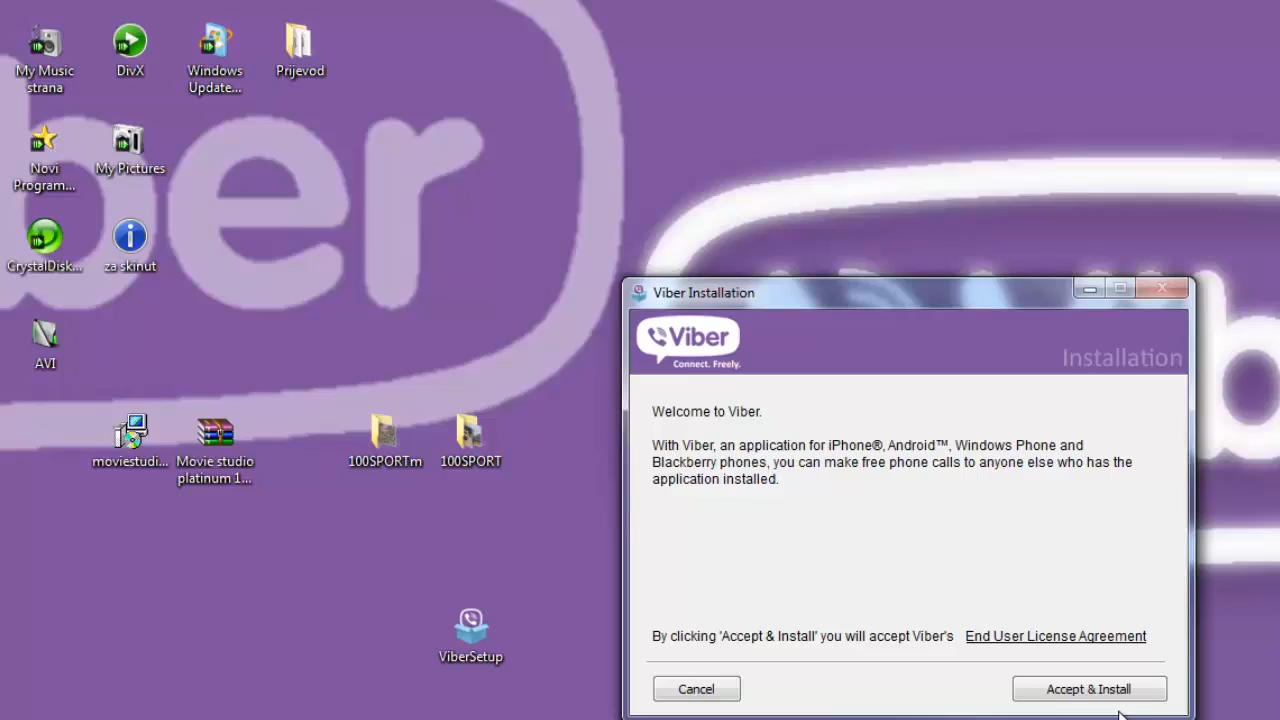 ber
My Music
strana
DivX
Windows
Update...
Prijevod
Novi
Program...
My Pictures
CrystalDisk...
za skinut
AVI
moviestudi...
Movie studio
platinum 1...
100SPORTm
100SPORT
ViberSetup
Viber Installation
Viber
Connect. Freely.
Installation
Welcome to Viber.
With Viber, an application for iPhone®, Android™, Windows Phone and
Blackberry phones, you can make free phone calls to anyone else who has the
application installed.
By clicking 'Accept & Install' you will accept Viber's End User License Agreement
Cancel
Accept & Install